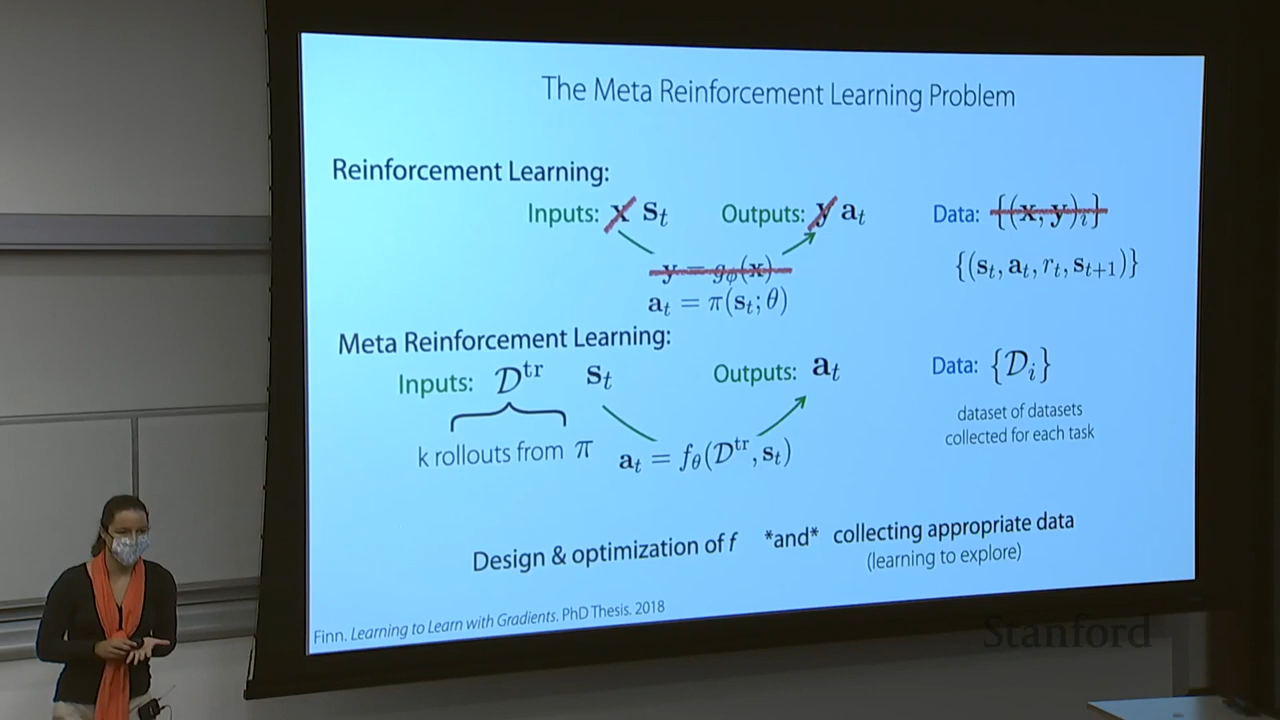 The Meta Reinforcement Learning Problem
Reinforcement Learning:
Inputs: x s_t Outputs: y a_t Data: {(x, y)_i}
y = g_ϕ(x) {(s_t, a_t, r_t, s_{t+1})}
a_t = π(s_t; θ)
Meta Reinforcement Learning:
Inputs: 𝒟^tr s_t Outputs: a_t Data: {𝒟_i}
dataset of datasets
collected for each task
k rollouts from π a_t = f_θ(𝒟^tr, s_t)
Design & optimization of f *and* collecting appropriate data
(learning to explore)
Finn. Learning to Learn with Gradients. PhD Thesis. 2018
Stanford